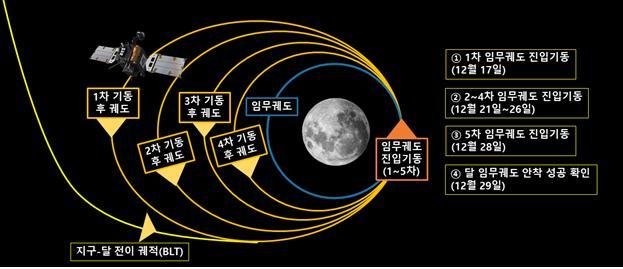 1차 기동
후 궤도
2차 기동
후 궤도
3차 기동
후 궤도
4차 기동
후 궤도
임무궤도
임무궤도
진입기동
(1~5차)
지구-달 전이 궤적(BLT)
① 1차 임무궤도 진입기동
(12월 17일)
② 2~4차 임무궤도 진입기동
(12월 21일~26일)
③ 5차 임무궤도 진입기동
(12월 28일)
④ 달 임무궤도 안착 성공 확인
(12월 29일)